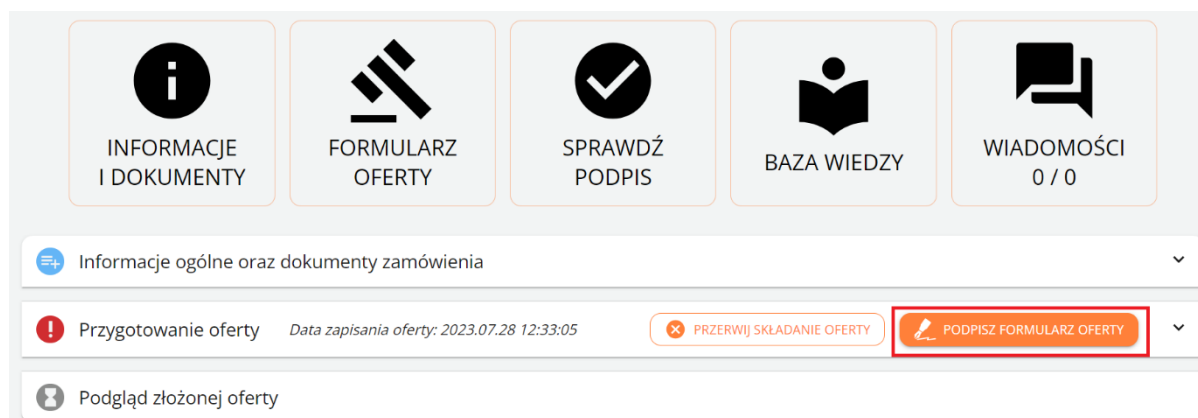 INFORMACJE
I DOKUMENTY
FORMULARZ
OFERTY
SPRAWDŹ
PODPIS
BAZA WIEDZY
WIADOMOŚCI
0 / 0
Informacje ogólne oraz dokumenty zamówienia
Przygotowanie oferty Data zapisania oferty: 2023.07.28 12:33:05 PRZERWIJ SKŁADANIE OFERTY PODPISZ FORMULARZ OFERTY
Podgląd złożonej oferty